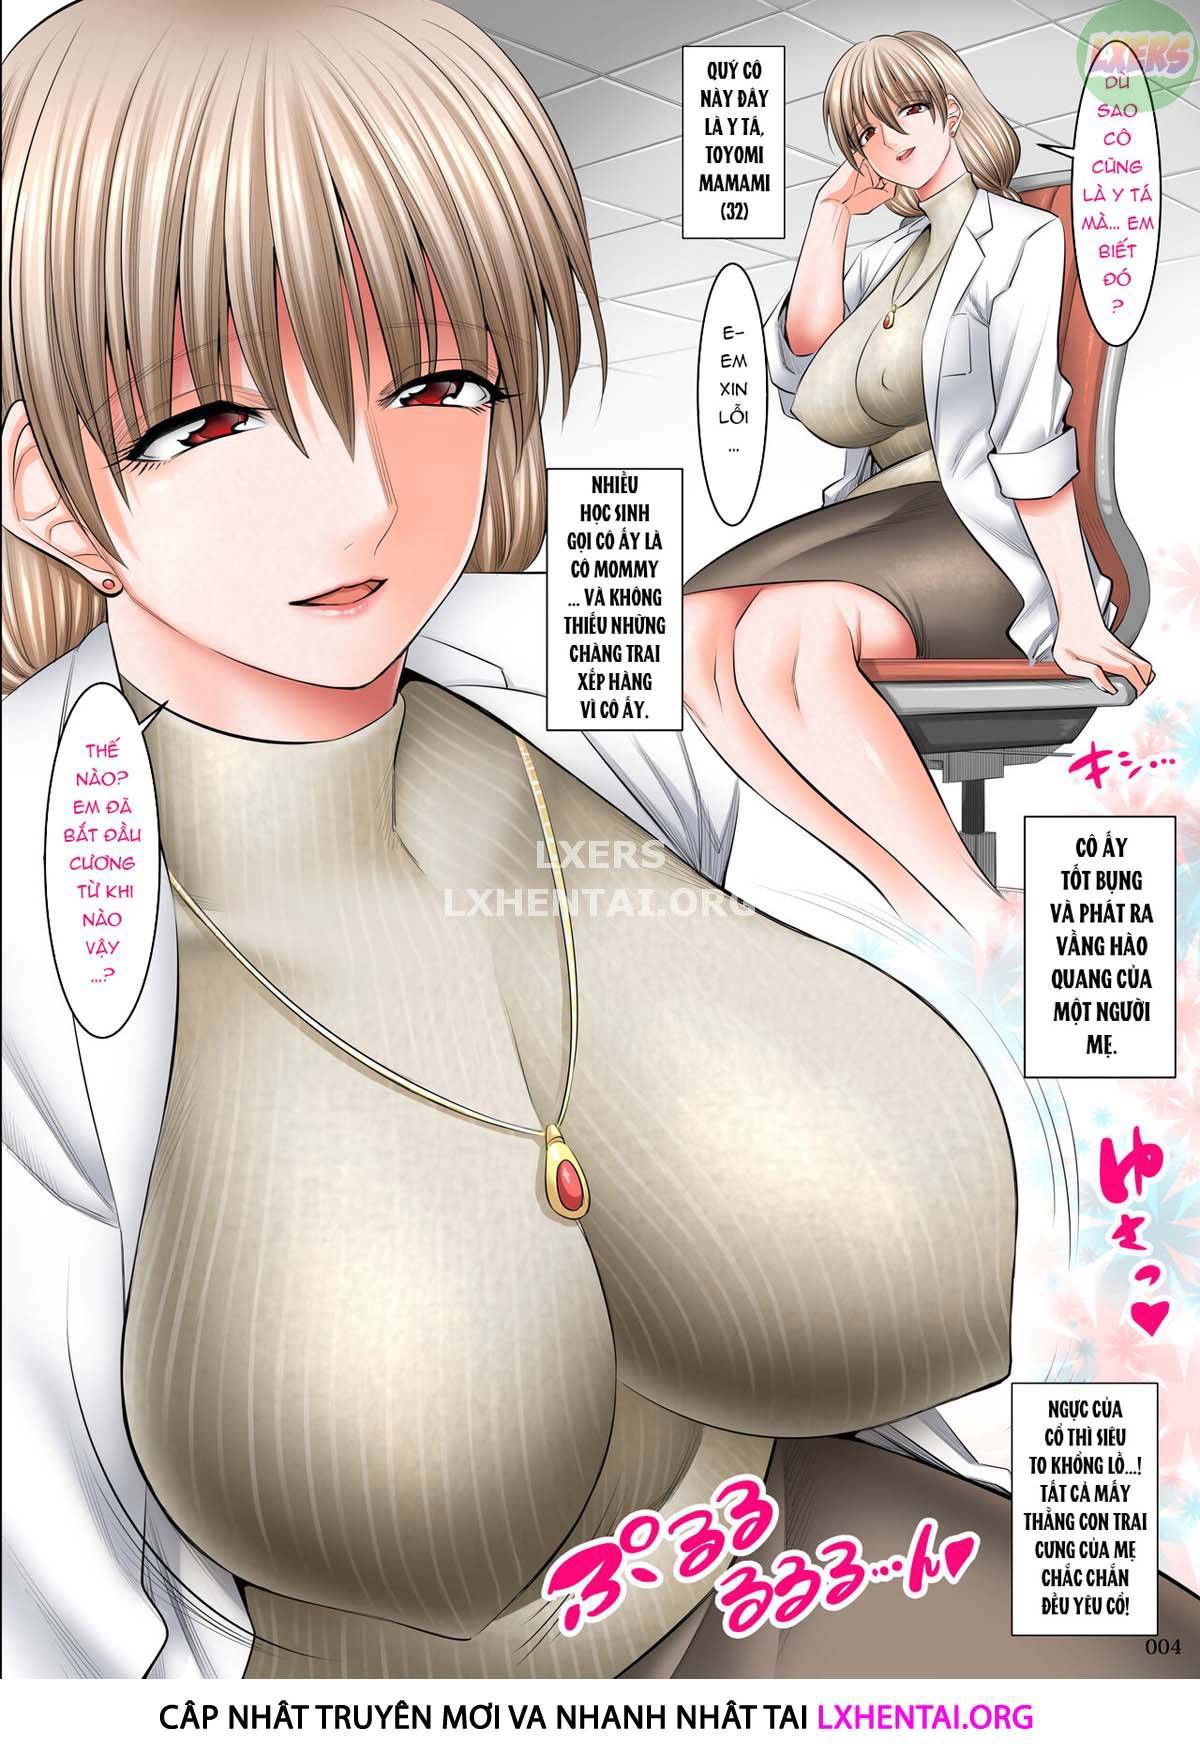 LXERS
DÙ
SAO
CÔ
CŨNG
LÀ Y TÁ
MÀ... EM
BIẾT
ĐÓ
?
QUÝ CÔ
NÀY ĐÂY
LÀ Y TÁ,
TOYOMI
MAMAMI
(32)
E-
EM
XIN
LỖI
...
NHIỀU
HỌC SINH
GỌI CÔ ẤY LÀ
CÔ MOMMY
... VÀ KHÔNG
THIẾU NHỮNG
CHÀNG TRAI
XẾP HÀNG
VÌ CÔ ẤY.
キシ...
CÔ ẤY
TỐT BỤNG
VÀ PHÁT RA
VẦNG HÀO
QUANG CỦA
MỘT NGƯỜI
MẸ.
THẾ
NÀO?
EM ĐÃ
BẮT ĐẦU
CƯƠNG
TỪ KHI
NÀO
VẬY
...?
LXERS
LXHENTAI.ORG
ゆさっ♥
NGỰC CỦA
CỔ THÌ SIÊU
TO KHỔNG LỒ...!
TẤT CẢ MẤY
THẰNG CON TRAI
CƯNG CỦA MẸ
CHẮC CHẮN
ĐỀU YÊU CỔ!
ぷるるる
るるる...ん♥
004
CẬP NHẬT TRUYỆN MỚI VÀ NHANH NHẤT TẠI LXHENTAI.ORG